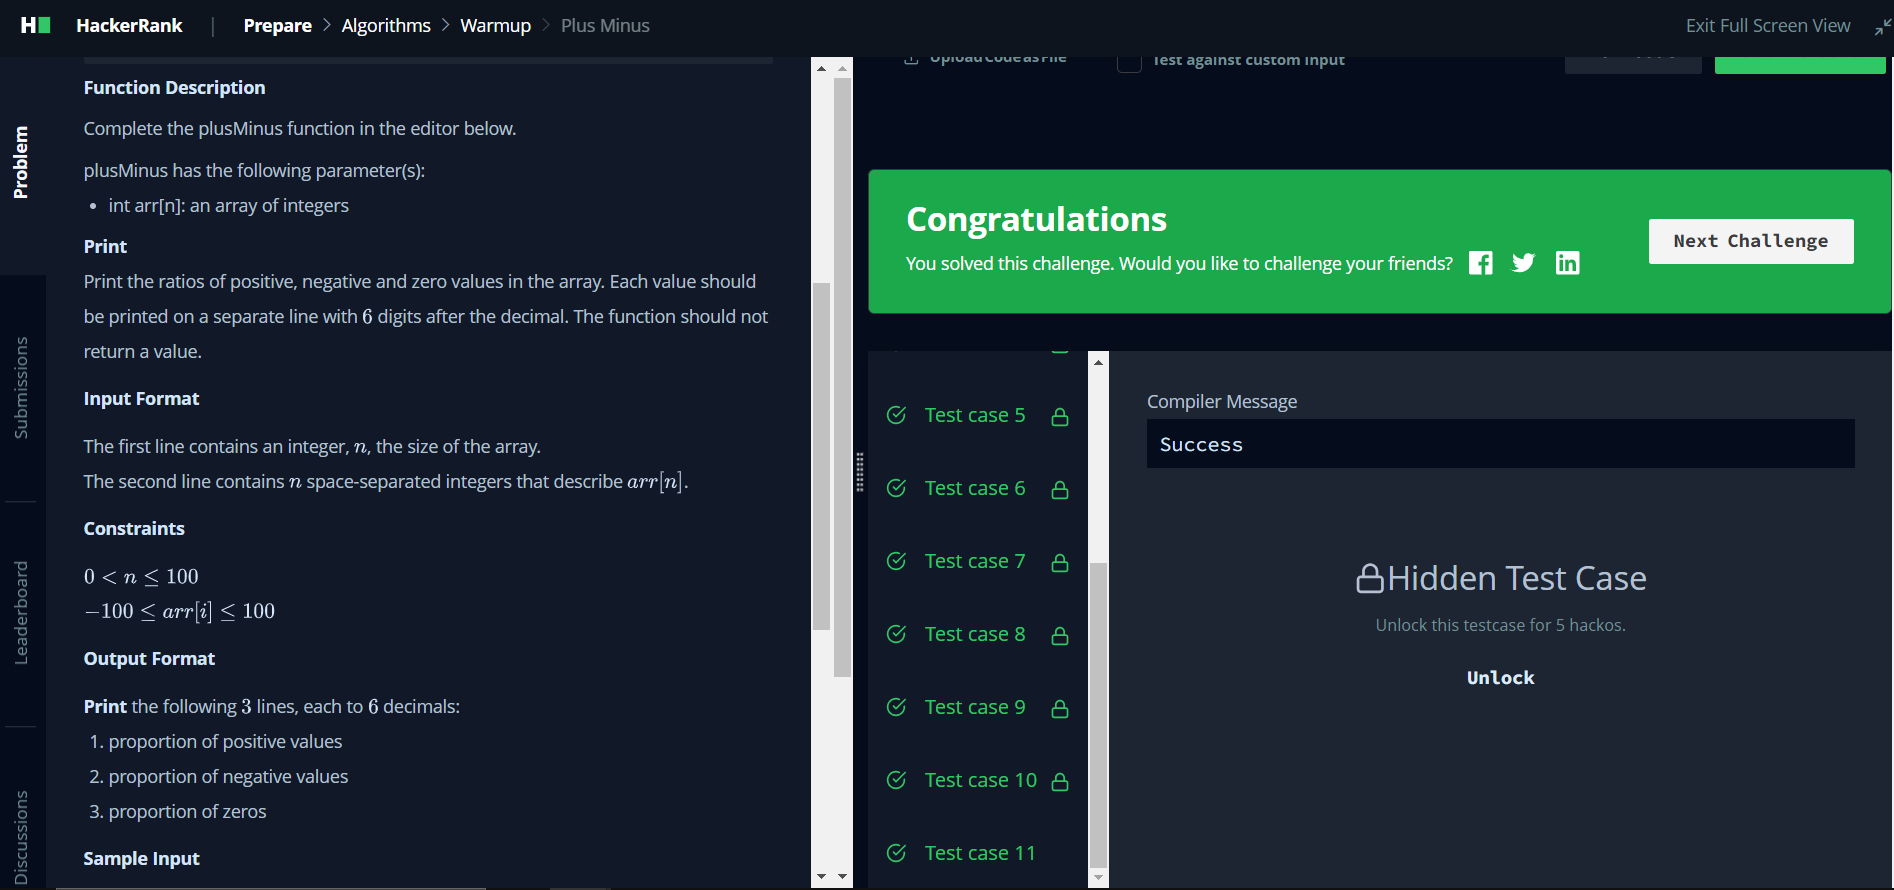 HackerRank | Prepare > Algorithms > Warmup > Plus Minus
Exit Full Screen View
Problem
Submissions
Leaderboard
Discussions
Function Description
Complete the plusMinus function in the editor below.
plusMinus has the following parameter(s):
• int arr[n]: an array of integers
Print
Print the ratios of positive, negative and zero values in the array. Each value should
be printed on a separate line with 6 digits after the decimal. The function should not
return a value.
Input Format
The first line contains an integer, n, the size of the array.
The second line contains n space-separated integers that describe arr[n].
Constraints
0 < n ≤ 100
−100 ≤ arr[i] ≤ 100
Output Format
Print the following 3 lines, each to 6 decimals:
1. proportion of positive values
2. proportion of negative values
3. proportion of zeros
Sample Input
Upload Code as File
Test against custom input
Congratulations
You solved this challenge. Would you like to challenge your friends?
Next Challenge
Test case 5
Test case 6
Test case 7
Test case 8
Test case 9
Test case 10
Test case 11
Compiler Message
Success
Hidden Test Case
Unlock this testcase for 5 hackos.
Unlock